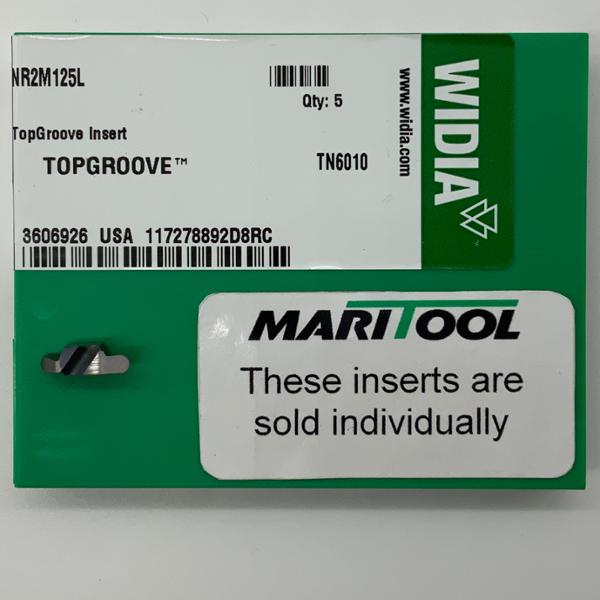 NR2M125L
Qty: 5
TopGroove Insert
TOPGROOVE™
TN6010
3606926 USA 117278892D8RC
www.widia.com
WIDIA™
MARITOOL
These inserts are
sold individually